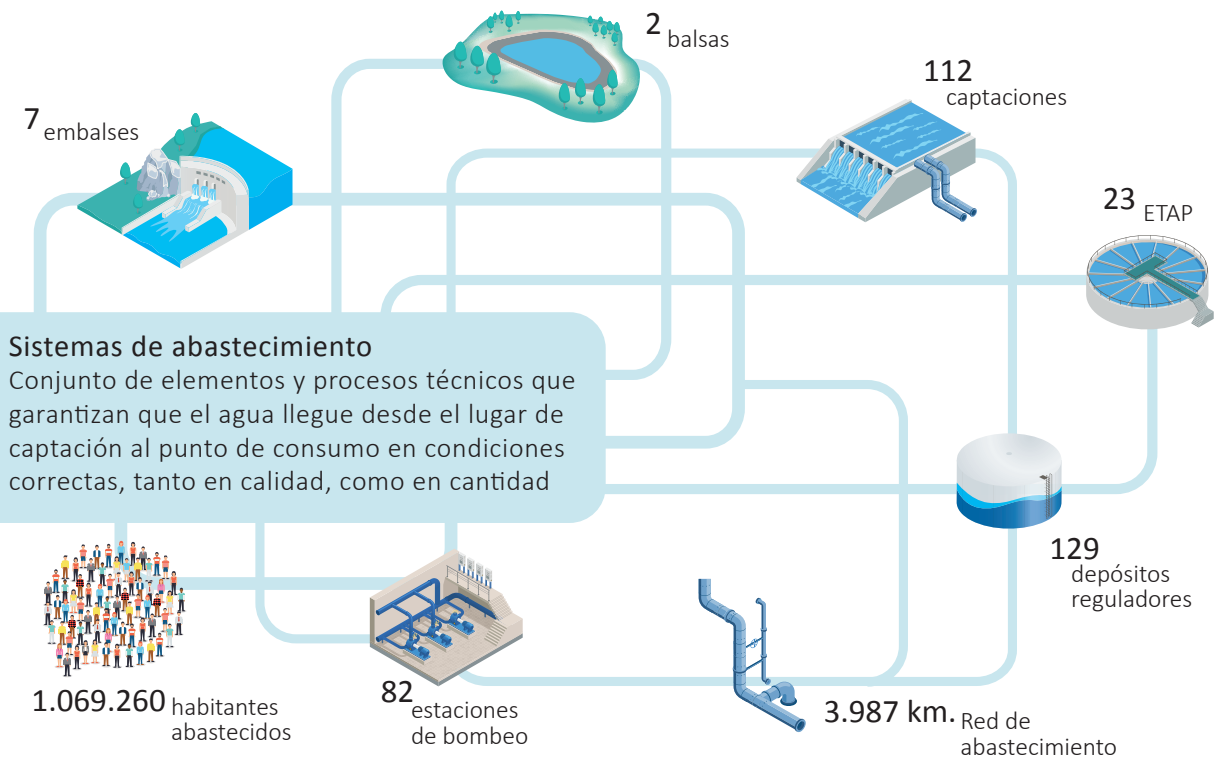 2 balsas
112 captaciones
7 embalses
23 ETAP
Sistemas de abastecimiento
Conjunto de elementos y procesos técnicos que
garantizan que el agua llegue desde el lugar de
captación al punto de consumo en condiciones
correctas, tanto en calidad, como en cantidad
129
depósitos
reguladores
1.069.260 habitantes
abastecidos
82
estaciones
de bombeo
3.987 km. Red de
abastecimiento